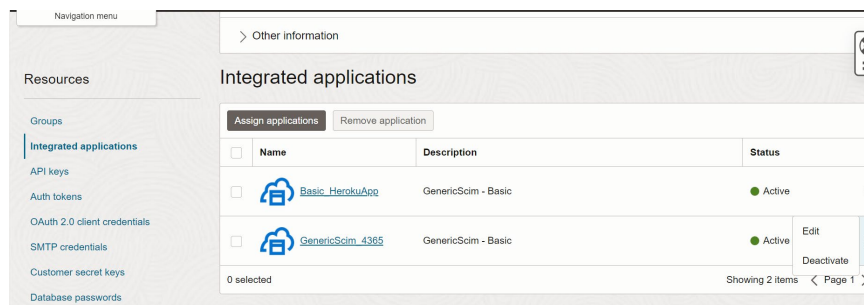 Navigation menu
Other information
Resources
Groups
Integrated applications
API keys
Auth tokens
OAuth 2.0 client credentials
SMTP credentials
Customer secret keys
Database passwords
Integrated applications
Assign applications Remove application
Name Description Status
Basic_HerokuApp GenericScim - Basic Active
GenericScim_4365 GenericScim - Basic Active
Edit
Deactivate
0 selected Showing 2 items Page 1